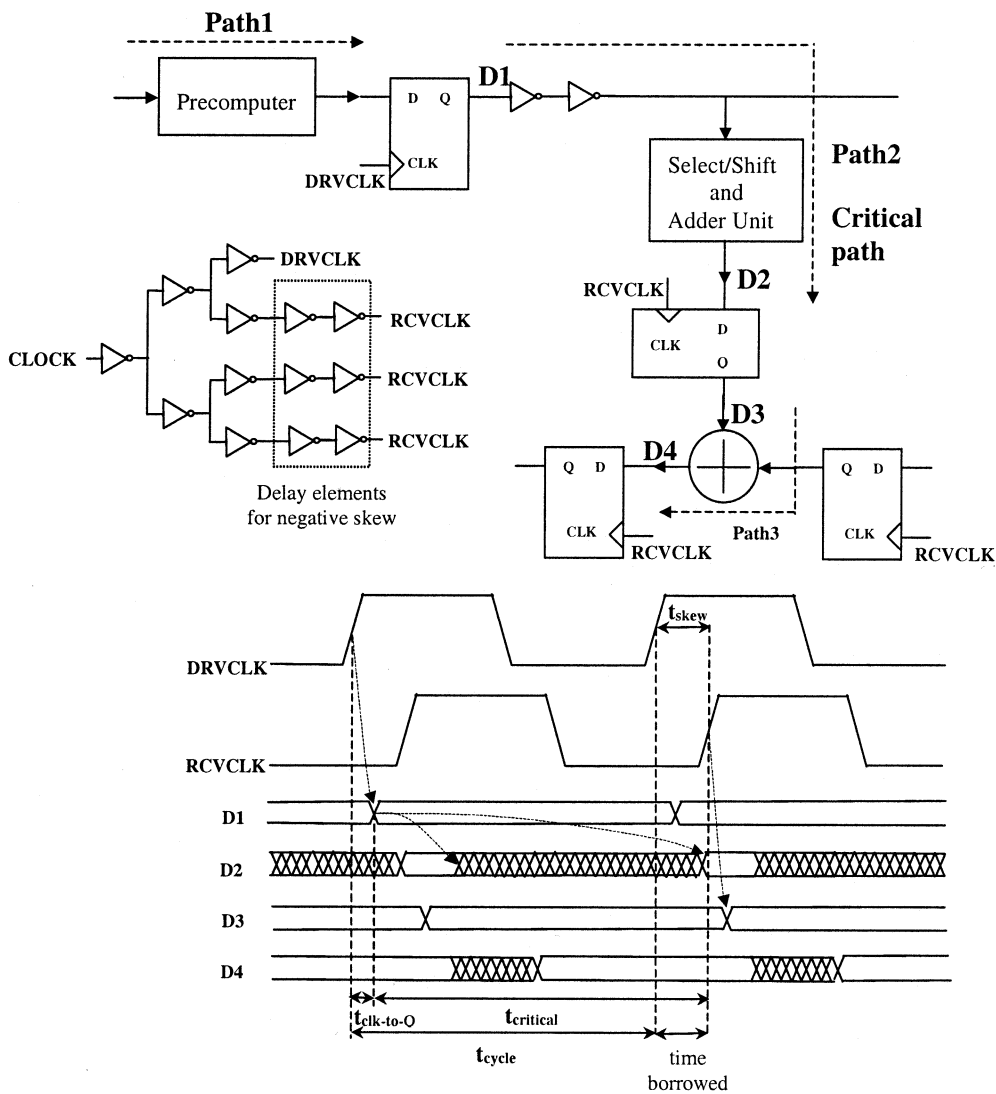 Path1
Precomputer
D Q
CLK
DRVCLK
D1
Path2
Critical
path
Select/Shift
and
Adder Unit
D2
RCVCLK
D
CLK
O
D3
D4
Q D
CLK
RCVCLK
Path3
Q D
CLK
RCVCLK
CLOCK
DRVCLK
RCVCLK
RCVCLK
RCVCLK
Delay elements
for negative skew
tskew
DRVCLK
RCVCLK
D1
D2
D3
D4
tclk-to-Q
tcritical
tcycle
time
borrowed